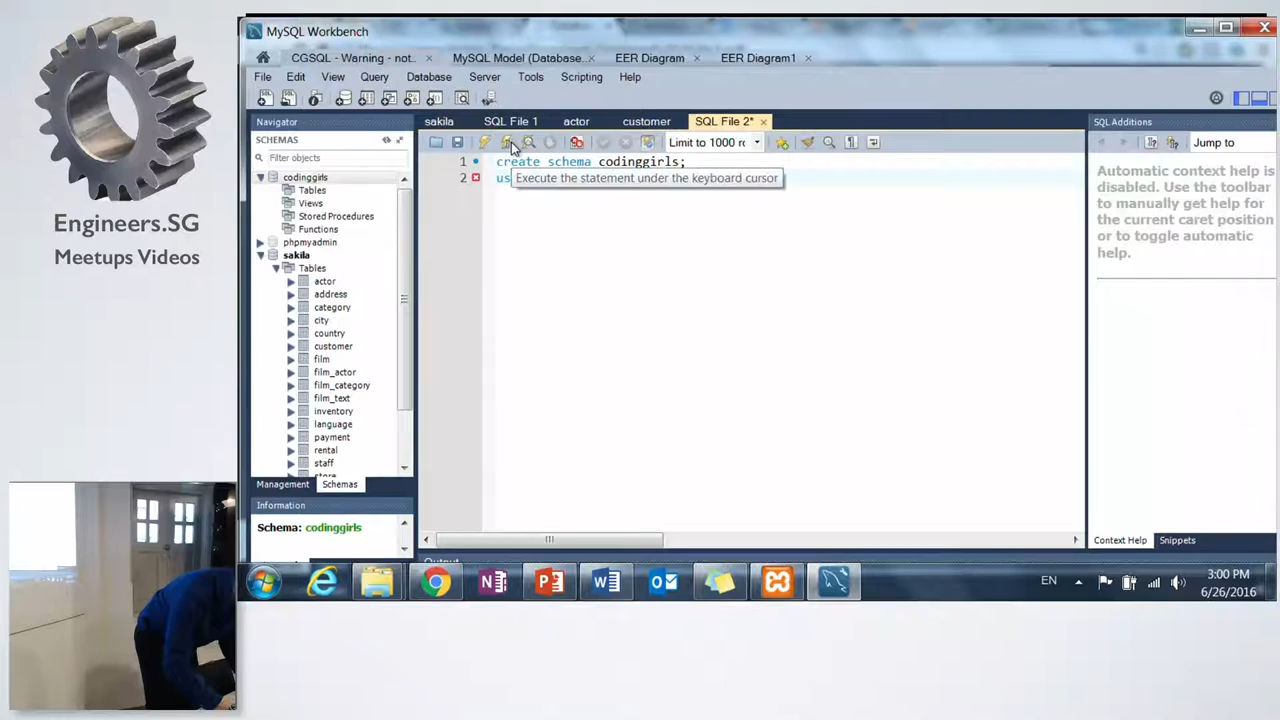 MySQL Workbench
CGSQL - Warning - not..
MySQL Model (Database..
EER Diagram
EER Diagram1
File Edit View Query Database Server Tools Scripting Help
Navigator
sakila
SQL File 1
actor
customer
SQL File 2*
SQL Additions
SCHEMAS
Limit to 1000 rc
Jump to
Filter objects
1 create schema codinggirls;
2 us
Execute the statement under the keyboard cursor
codinggirls
Tables
Views
Stored Procedures
Functions
phpmyadmin
sakila
Tables
actor
address
category
city
country
customer
film
film_actor
film_category
film_text
inventory
language
payment
rental
staff
store
Management Schemas
Information
Schema: codinggirls
Automatic context help is
disabled. Use the toolbar
to manually get help for
the current caret position
or to toggle automatic
help.
Context Help Snippets
Output
EN
3:00 PM
6/26/2016
Engineers.SG
Meetups Videos